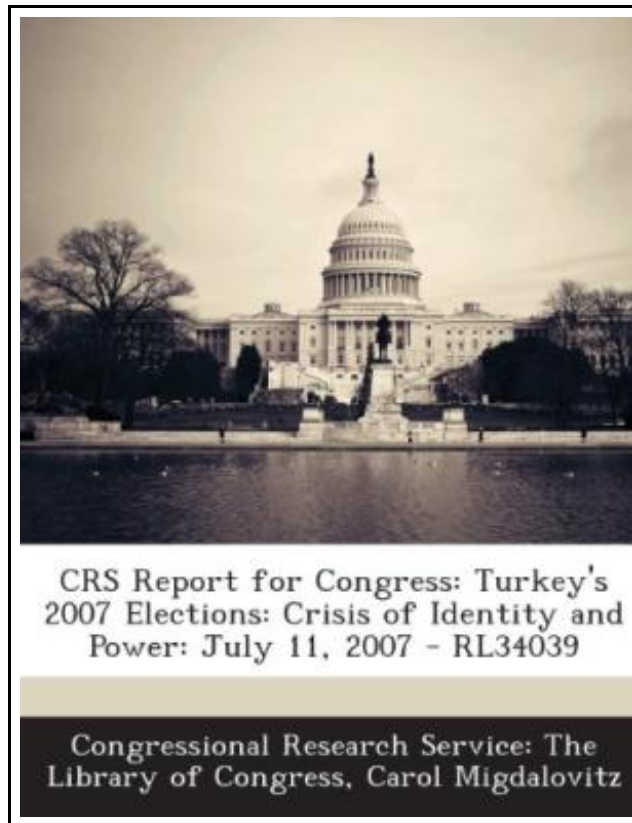 CRS Report for Congress: Turkey's
2007 Elections: Crisis of Identity and
Power: July 11, 2007 - RL34039
Congressional Research Service: The
Library of Congress, Carol Migdalovitz